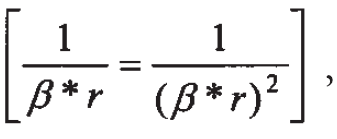 [ 1 / β * r = 1 / (β * r)² ] ,